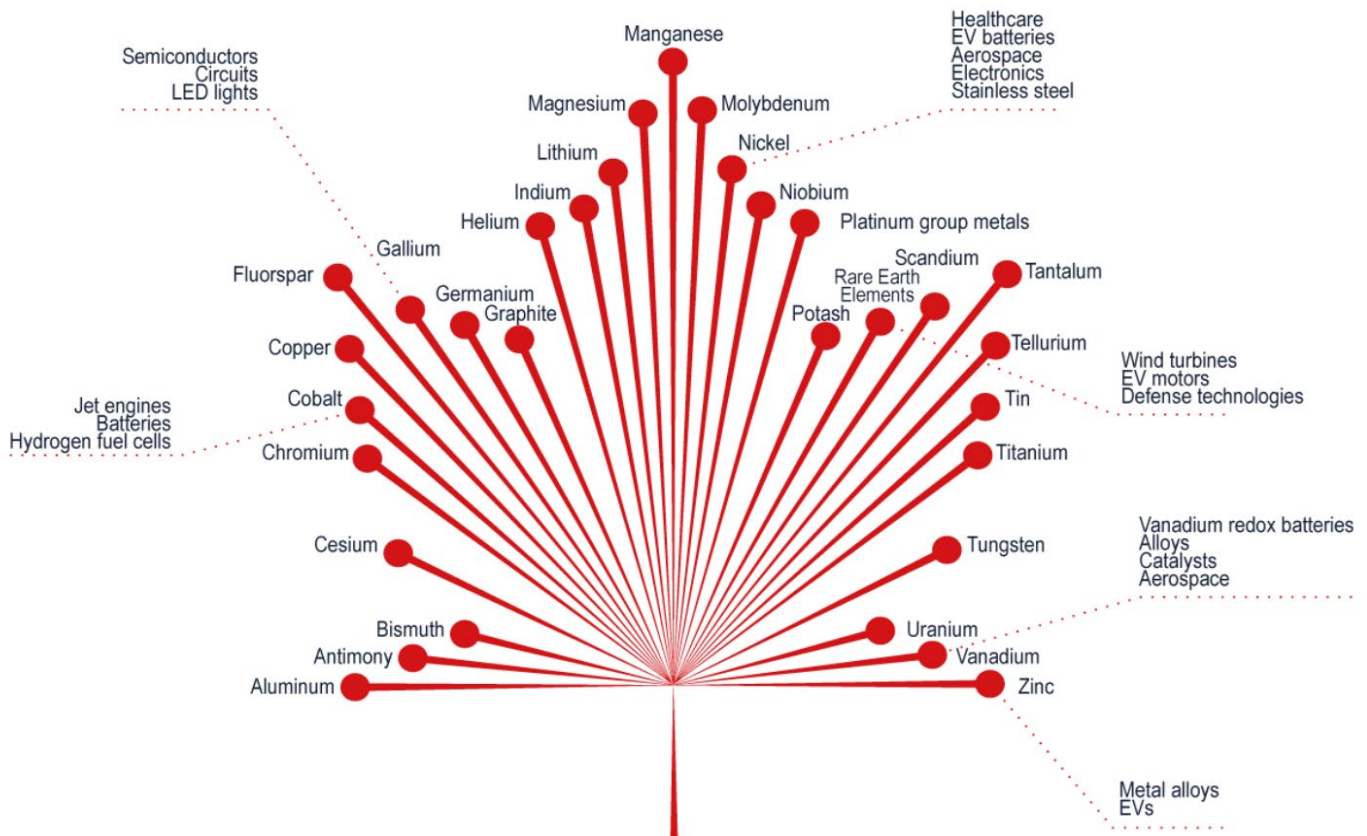 Manganese
Healthcare
EV batteries
Aerospace
Electronics
Stainless steel
Semiconductors
Circuits
LED lights
Magnesium
Molybdenum
Lithium
Nickel
Indium
Niobium
Helium
Platinum group metals
Gallium
Scandium
Fluorspar
Tantalum
Rare Earth
Elements
Germanium
Graphite
Potash
Copper
Tellurium
Wind turbines
EV motors
Defense technologies
Cobalt
Tin
Jet engines
Batteries
Hydrogen fuel cells
Chromium
Titanium
Cesium
Tungsten
Vanadium redox batteries
Alloys
Catalysts
Aerospace
Bismuth
Uranium
Antimony
Vanadium
Aluminum
Zinc
Metal alloys
EVs